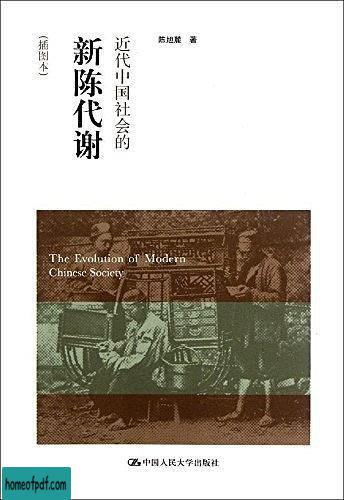 陈旭麓 著
近代中国社会的
新陈代谢
(插图本)
The Evolution of Modern
Chinese Society
中国人民大学出版社
homeofpdf.com